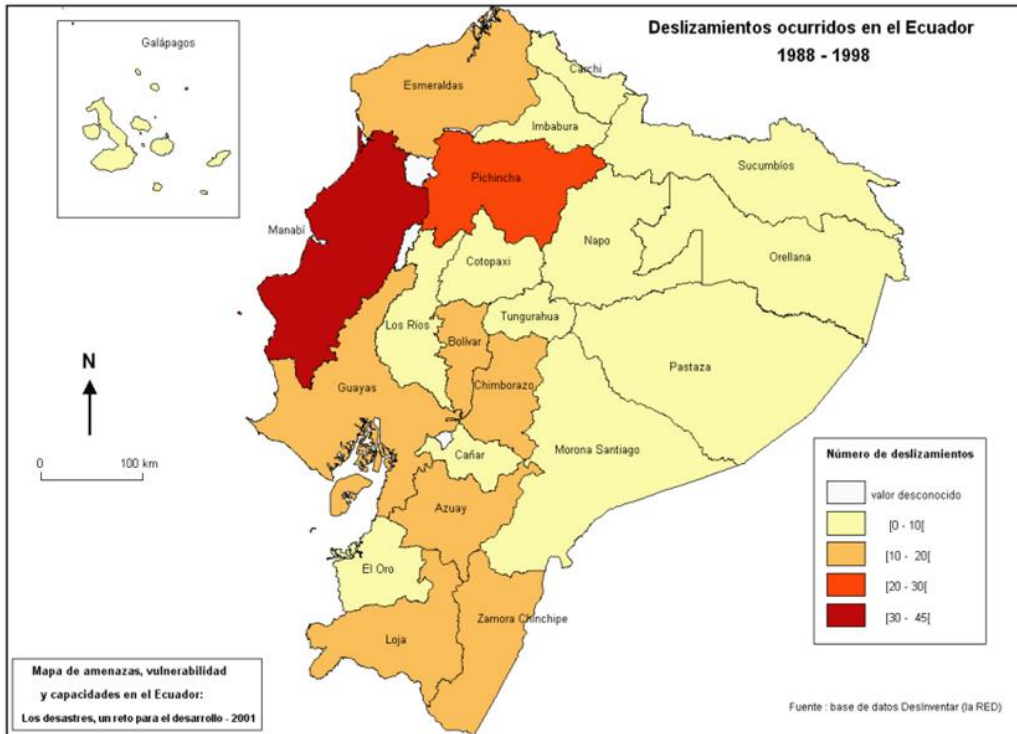 Deslizamientos ocurridos en el Ecuador
1988 - 1998
Galápagos
Carchi
Esmeraldas
Imbabura
Sucumbíos
Pichincha
Manabí
Napo
Orellana
Cotopaxi
Los Ríos
Tungurahua
Bolívar
Pastaza
Guayas
Chimborazo
N
Morona Santiago
Cañar
0 100 km
Azuay
El Oro
Zamora Chinchipe
Loja
Número de deslizamientos
valor desconocido
[0 - 10[
[10 - 20[
[20 - 30[
[30 - 45[
Mapa de amenazas, vulnerabilidad
y capacidades en el Ecuador:
Los desastres, un reto para el desarrollo - 2001
Fuente : base de datos DesInventar (la RED)